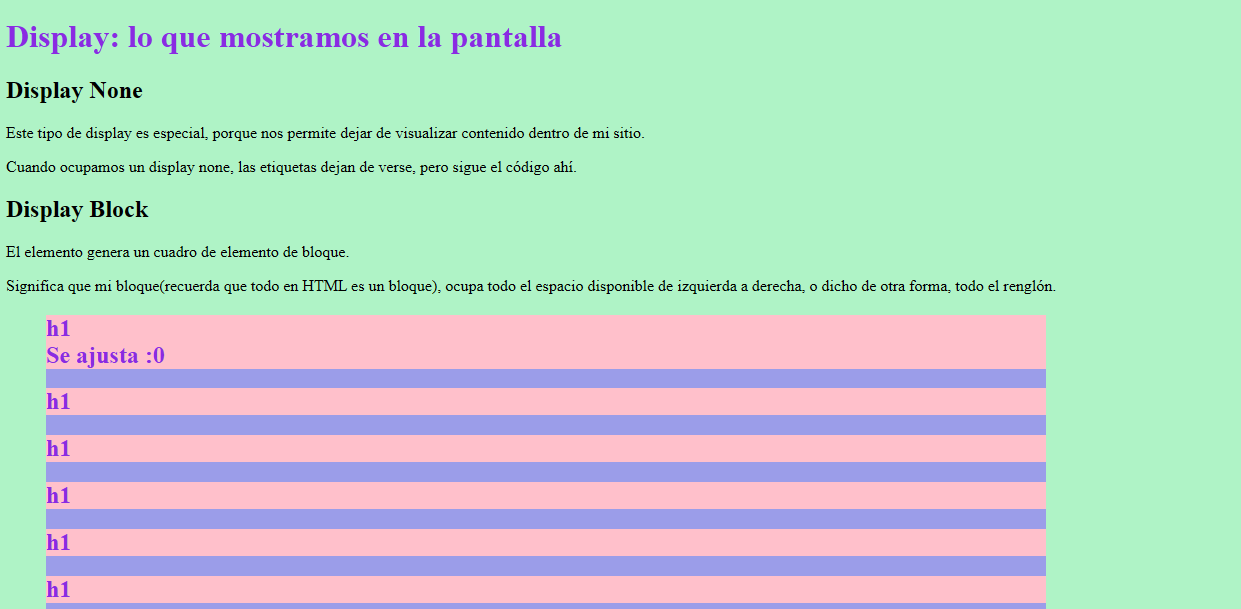 Display: lo que mostramos en la pantalla
Display None
Este tipo de display es especial, porque nos permite dejar de visualizar contenido dentro de mi sitio.
Cuando ocupamos un display none, las etiquetas dejan de verse, pero sigue el código ahí.
Display Block
El elemento genera un cuadro de elemento de bloque.
Significa que mi bloque(recuerda que todo en HTML es un bloque), ocupa todo el espacio disponible de izquierda a derecha, o dicho de otra forma, todo el renglón.
h1
Se ajusta :0
h1
h1
h1
h1
h1